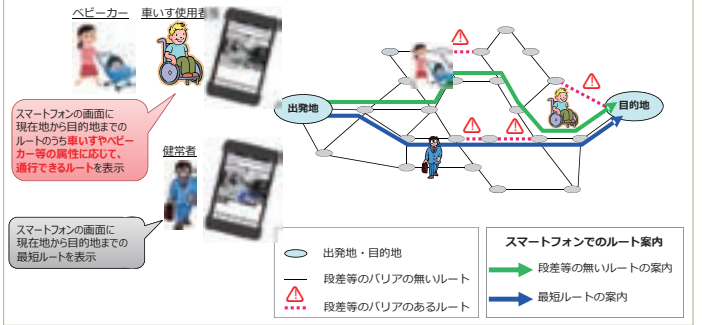 ベビーカー
車いす使用者
スマートフォンの画面に
現在地から目的地までの
ルートのうち車いすやベビー
カー等の属性に応じて、
通行できるルートを表示
健常者
スマートフォンの画面に
現在地から目的地までの
最短ルートを表示
出発地
目的地
出発地・目的地
段差等のバリアの無いルート
段差等のバリアのあるルート
スマートフォンでのルート案内
段差等の無いルートの案内
最短ルートの案内